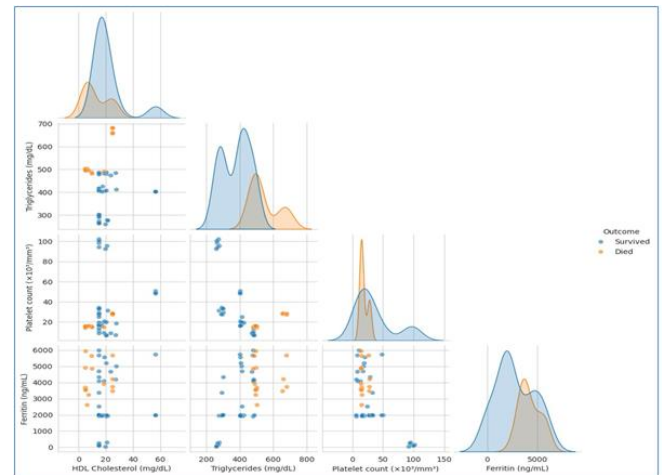 700
600
500
400
300
Triglycerides (mg/dL)
100
80
60
40
20
0
Platelet count (×10³/mm³)
6000
5000
4000
3000
2000
1000
0
Ferritin (ng/mL)
0 20 40 60
HDL Cholesterol (mg/dL)
200 400 600 800
Triglycerides (mg/dL)
0 50 100 150
Platelet count (×10³/mm³)
0 5000
Ferritin (ng/mL)
Outcome
Survived
Died